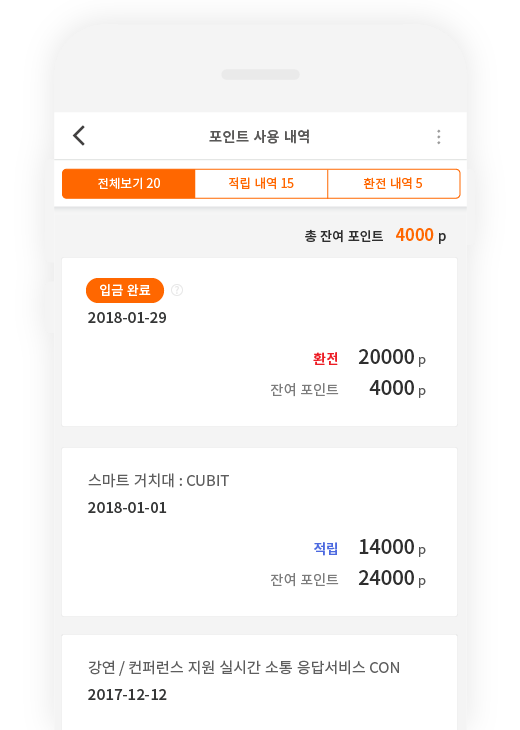 포인트 사용 내역
전체보기 20 적립 내역 15 환전 내역 5
총 잔여 포인트 4000 p
입금 완료 ?
2018-01-29
환전 20000 p
잔여 포인트 4000 p
스마트 거치대 : CUBIT
2018-01-01
적립 14000 p
잔여 포인트 24000 p
강연 / 컨퍼런스 지원 실시간 소통 응답서비스 CON
2017-12-12